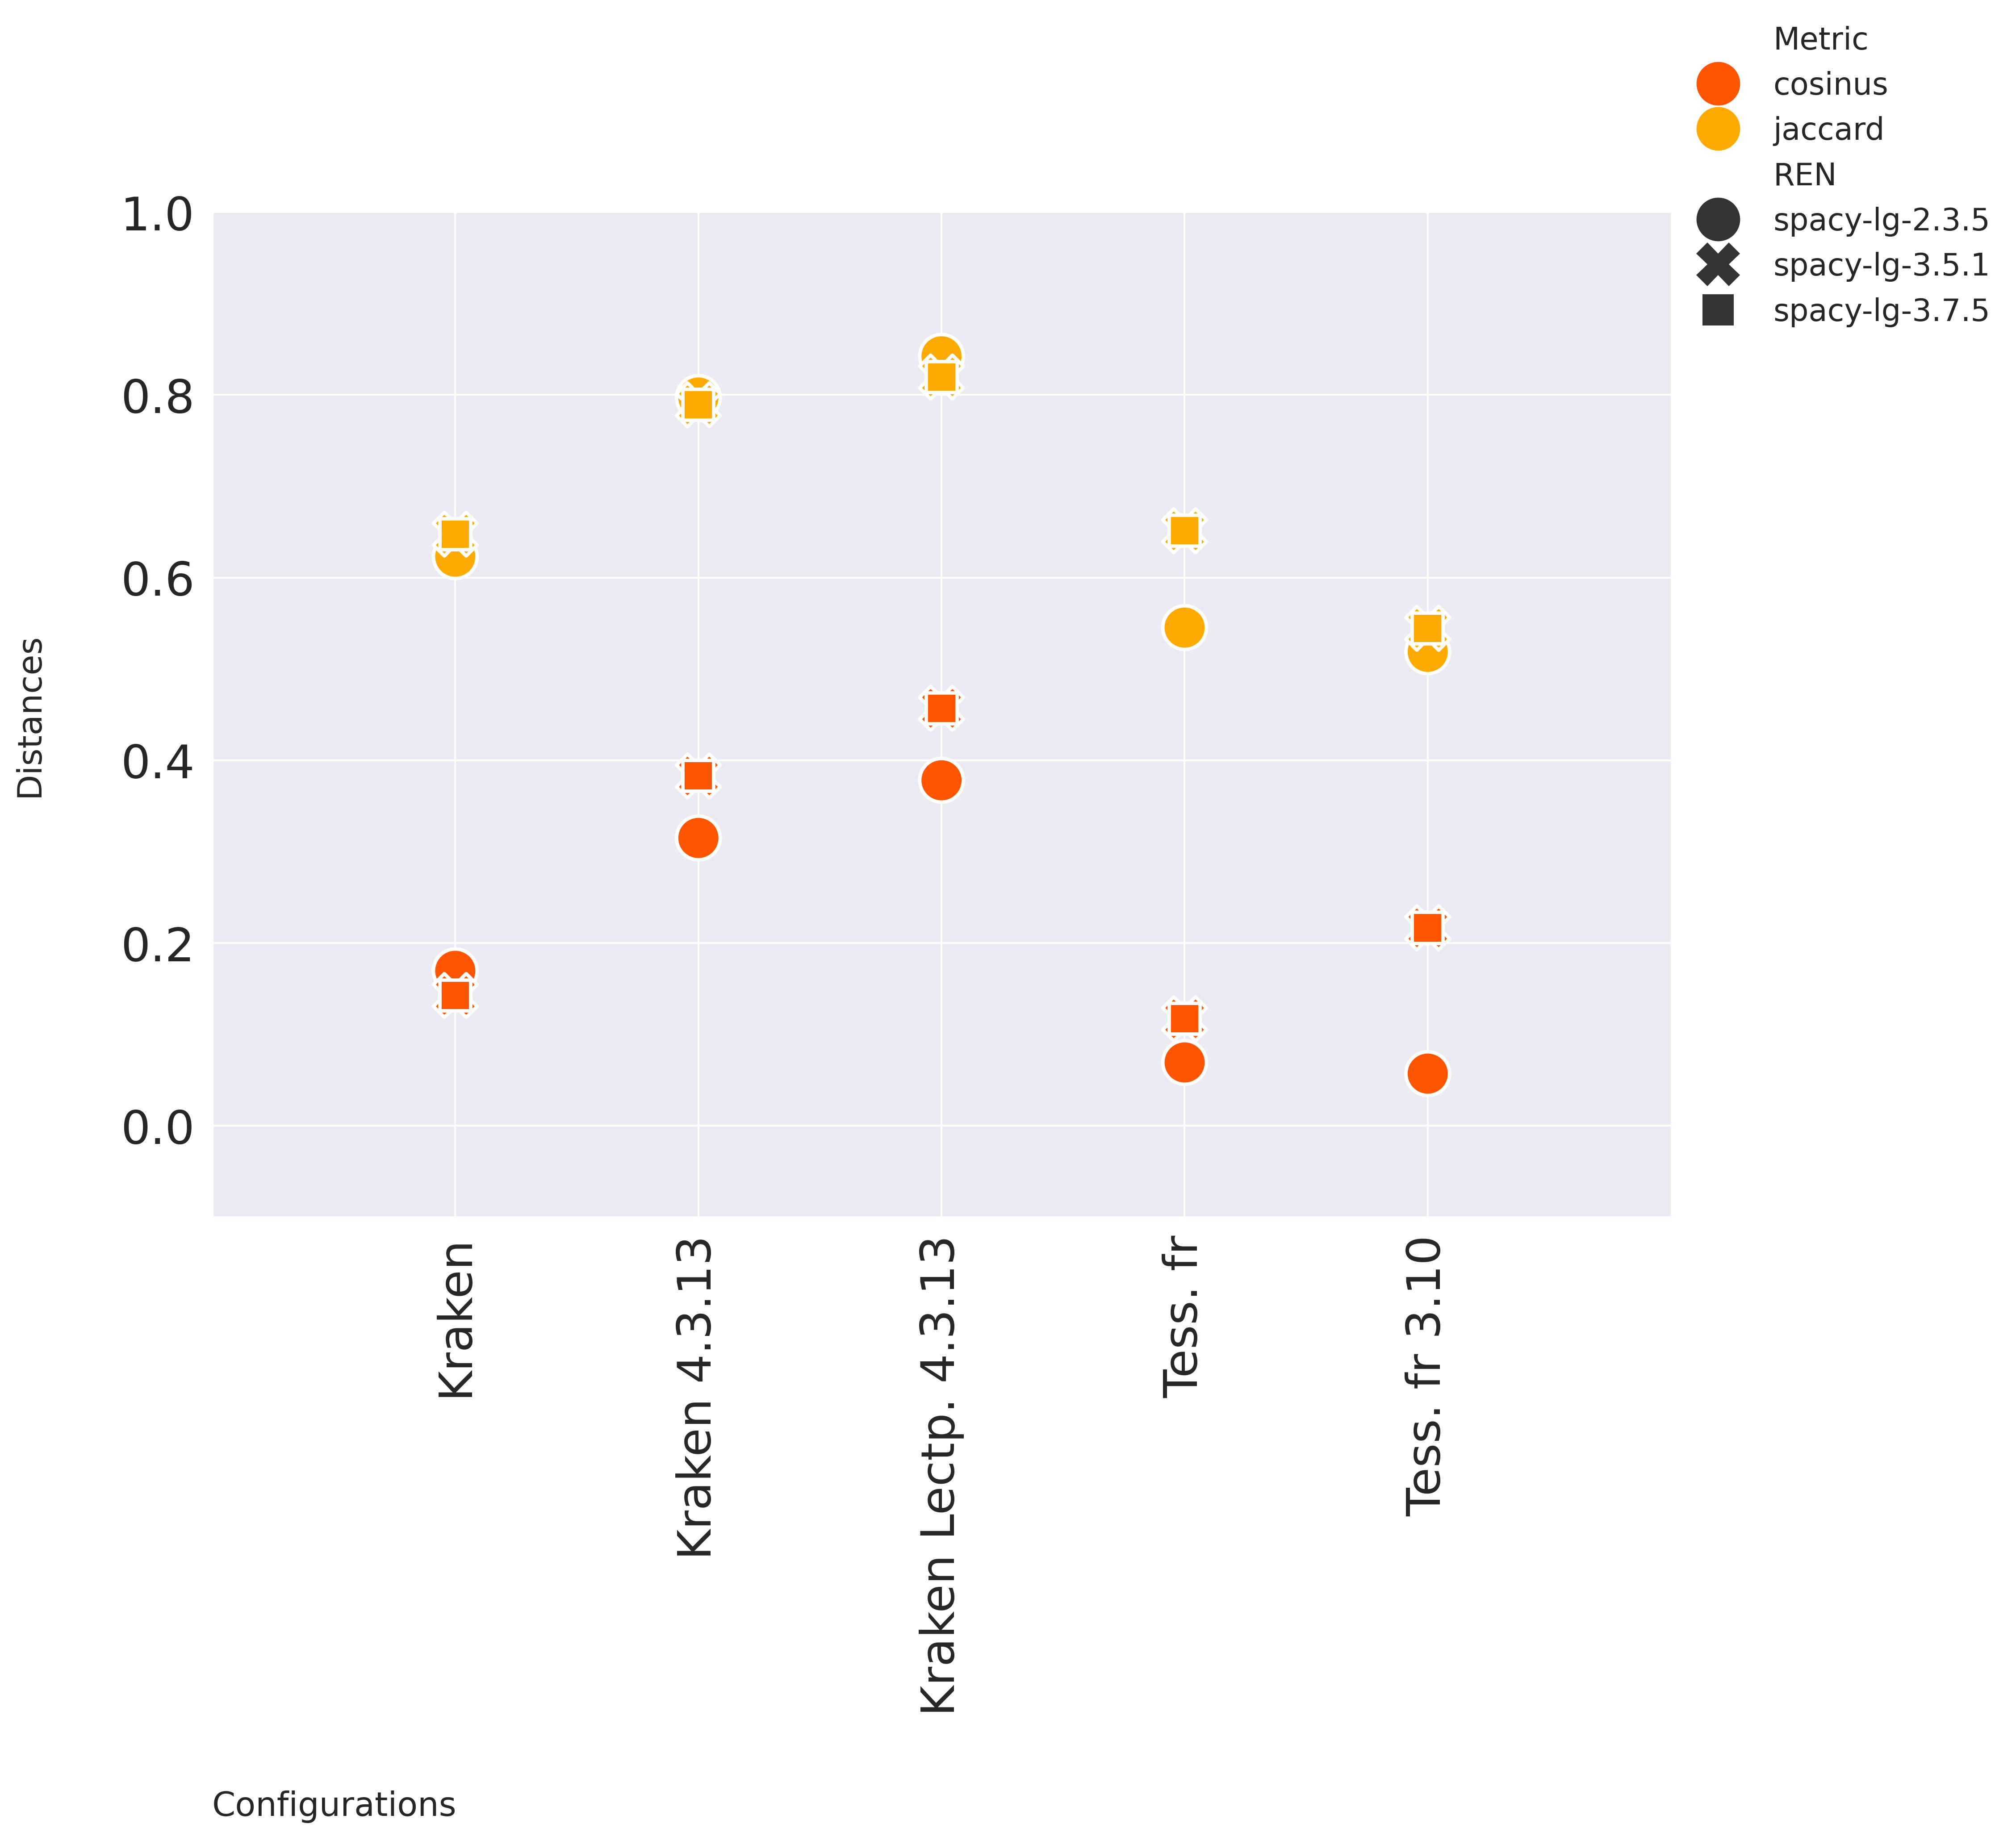 Metric
cosinus
jaccard
REN
spacy-lg-2.3.5
spacy-lg-3.5.1
spacy-lg-3.7.5
1.0
0.8
0.6
0.4
0.2
0.0
Distances
Kraken
Kraken 4.3.13
Kraken Lectp. 4.3.13
Tess. fr
Tess. fr 3.10
Configurations